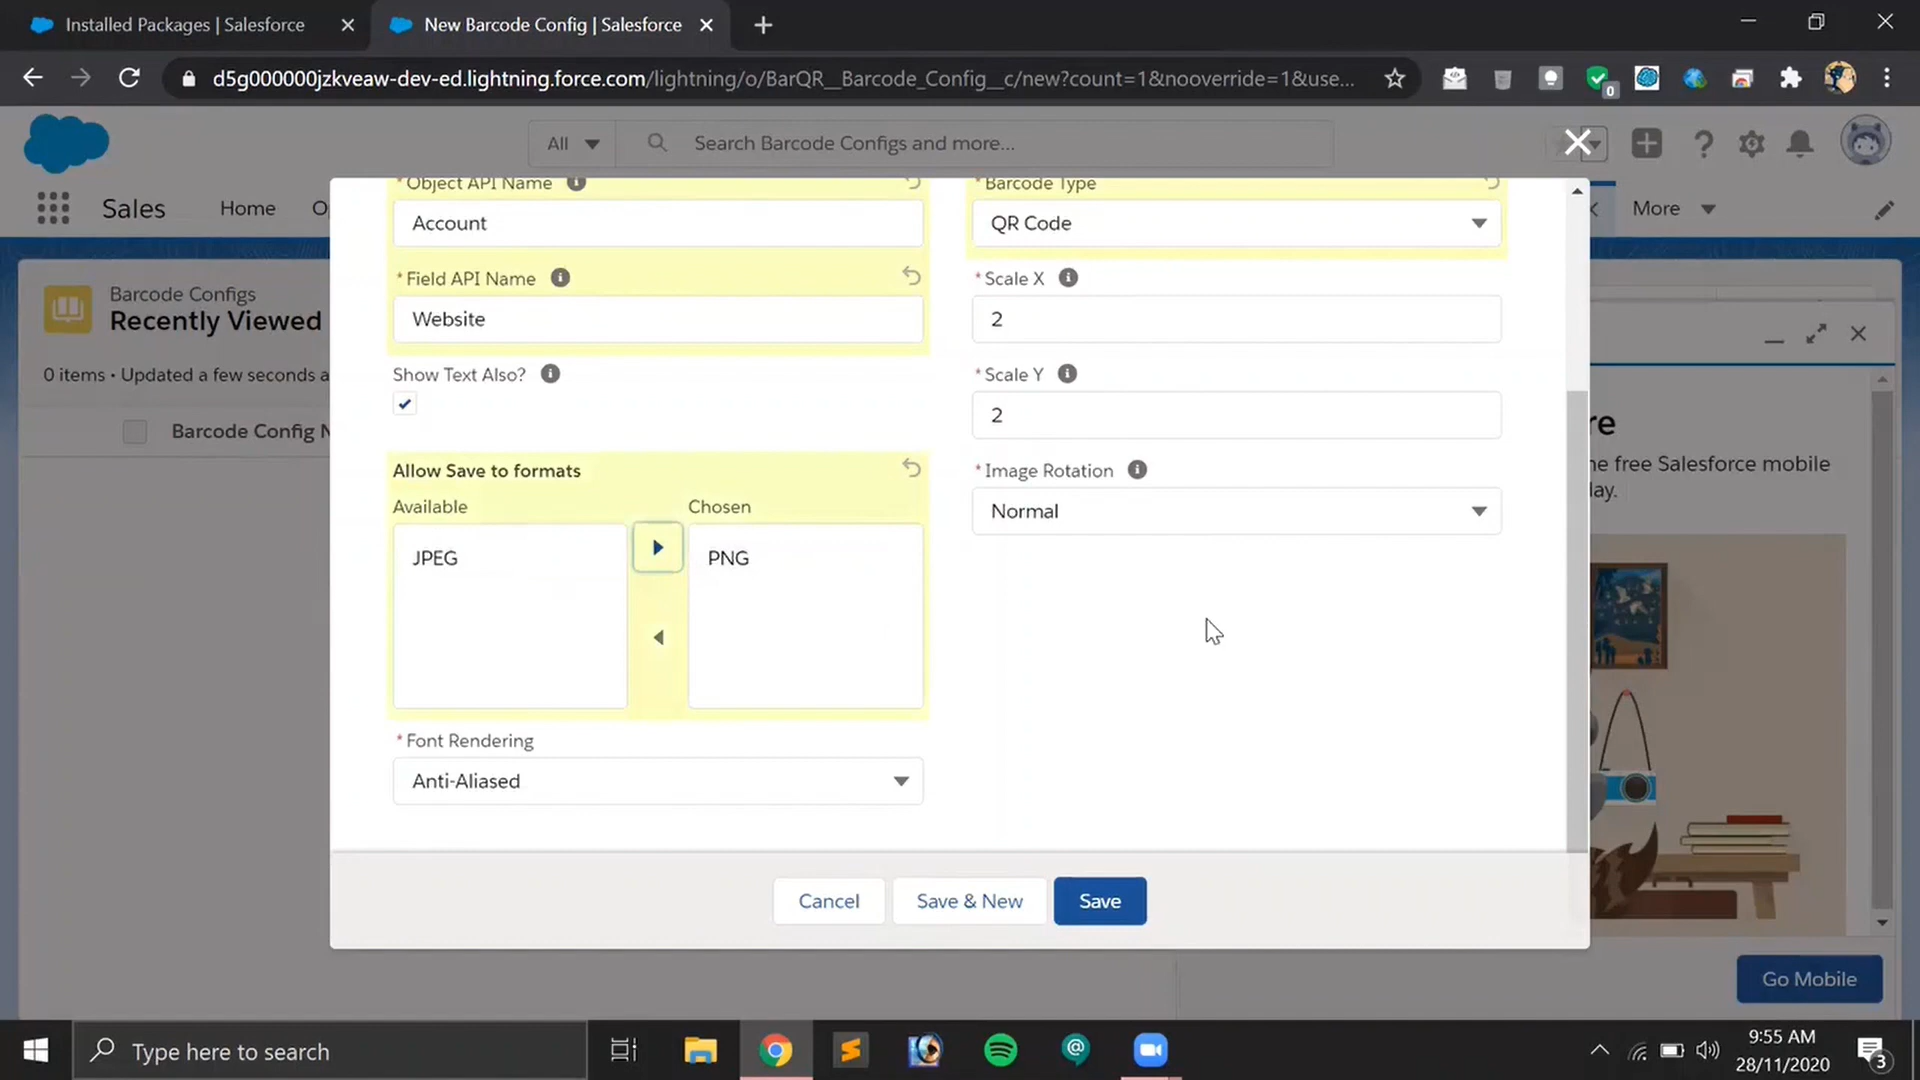 Installed Packages | Salesforce
New Barcode Config | Salesforce
d5g000000jzkveaw-dev-ed.lightning.force.com/lightning/o/BarQR__Barcode_Config__c/new?count=1&nooverride=1&use...
0
All
Search Barcode Configs and more...
Sales
Home
O
More
Barcode Configs
Recently Viewed
0 items • Updated a few seconds a
Barcode Config N
*Object API Name
Account
*Barcode Type
QR Code
*Field API Name
Website
*Scale X
2
Show Text Also?
*Scale Y
2
Allow Save to formats
Available
Chosen
JPEG
PNG
*Image Rotation
Normal
*Font Rendering
Anti-Aliased
Cancel
Save & New
Save
re
ne free Salesforce mobile
lay.
Go Mobile
Type here to search
9:55 AM
28/11/2020
3